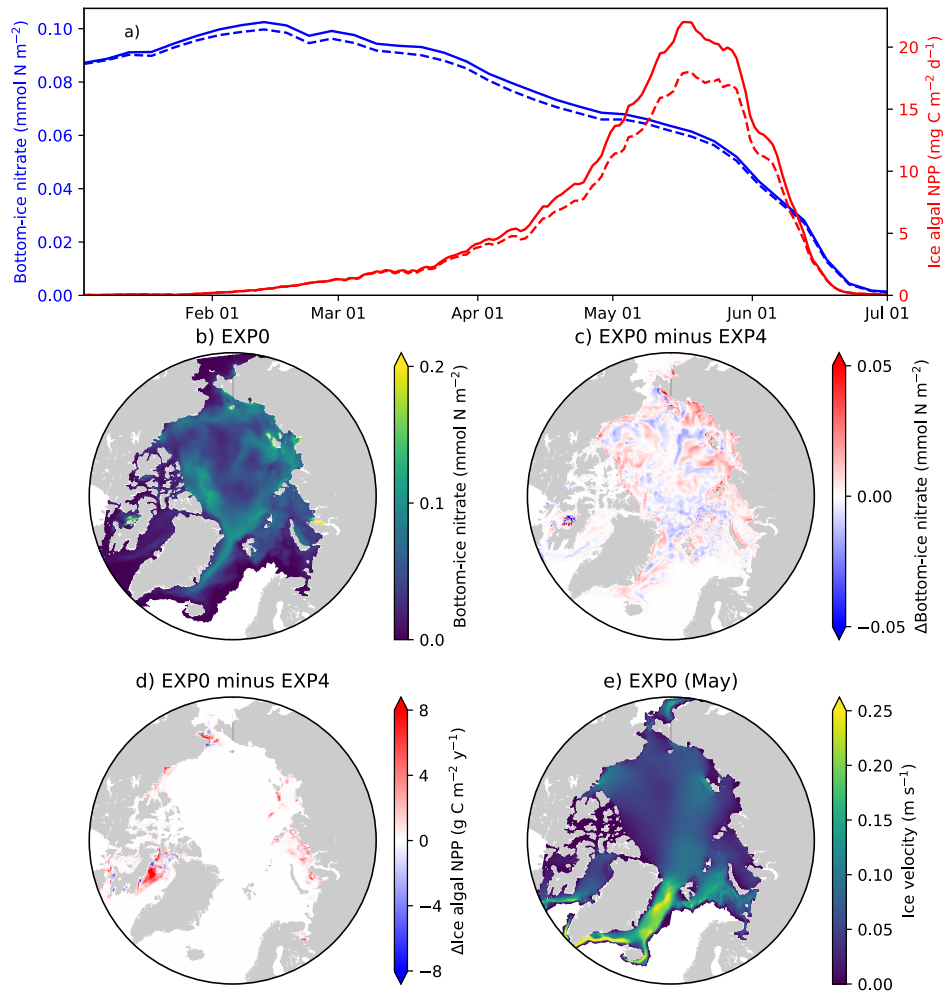 a)
Bottom-ice nitrate (mmol N m⁻²)
0.10
0.08
0.06
0.04
0.02
0.00
20
15
10
5
0
Ice algal NPP (mg C m⁻² d⁻¹)
Feb 01
Mar 01
Apr 01
May 01
Jun 01
Jul 01
b) EXP0
0.2
0.1
0.0
Bottom-ice nitrate (mmol N m⁻²)
c) EXP0 minus EXP4
0.05
0.00
−0.05
ΔBottom-ice nitrate (mmol N m⁻²)
d) EXP0 minus EXP4
8
4
0
−4
−8
ΔIce algal NPP (g C m⁻² y⁻¹)
e) EXP0 (May)
0.25
0.20
0.15
0.10
0.05
0.00
Ice velocity (m s⁻¹)